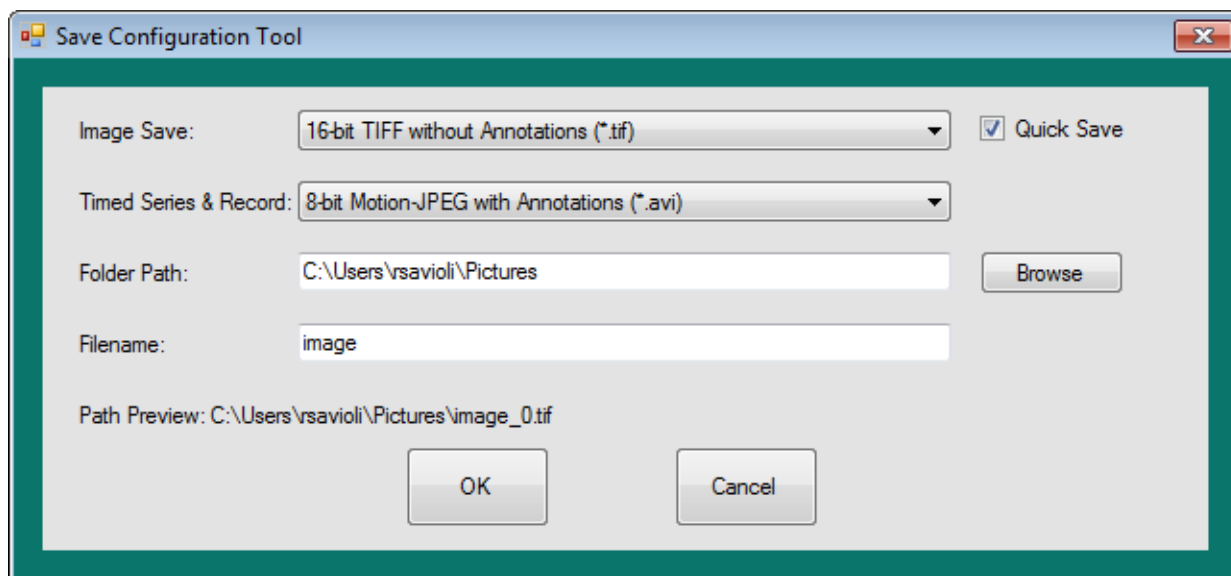 Save Configuration Tool
Image Save: 16-bit TIFF without Annotations (*.tif) Quick Save
Timed Series & Record: 8-bit Motion-JPEG with Annotations (*.avi)
Folder Path: C:\Users\rsavioli\Pictures Browse
Filename: image
Path Preview: C:\Users\rsavioli\Pictures\image_0.tif
OK Cancel